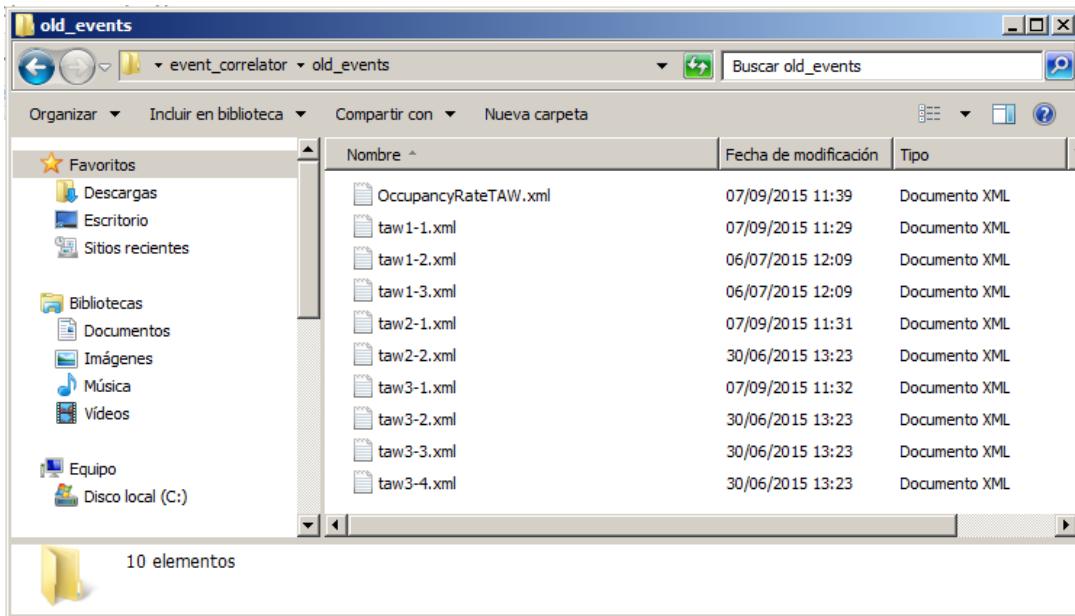 old_events
event_correlator old_events Buscar old_events
Organizar Incluir en biblioteca Compartir con Nueva carpeta
Favoritos
Descargas
Escritorio
Sitios recientes
Bibliotecas
Documentos
Imágenes
Música
Vídeos
Equipo
Disco local (C:)
Nombre Fecha de modificación Tipo
OccupancyRateTAW.xml 07/09/2015 11:39 Documento XML
taw1-1.xml 07/09/2015 11:29 Documento XML
taw1-2.xml 06/07/2015 12:09 Documento XML
taw1-3.xml 06/07/2015 12:09 Documento XML
taw2-1.xml 07/09/2015 11:31 Documento XML
taw2-2.xml 30/06/2015 13:23 Documento XML
taw3-1.xml 07/09/2015 11:32 Documento XML
taw3-2.xml 30/06/2015 13:23 Documento XML
taw3-3.xml 30/06/2015 13:23 Documento XML
taw3-4.xml 30/06/2015 13:23 Documento XML
10 elementos